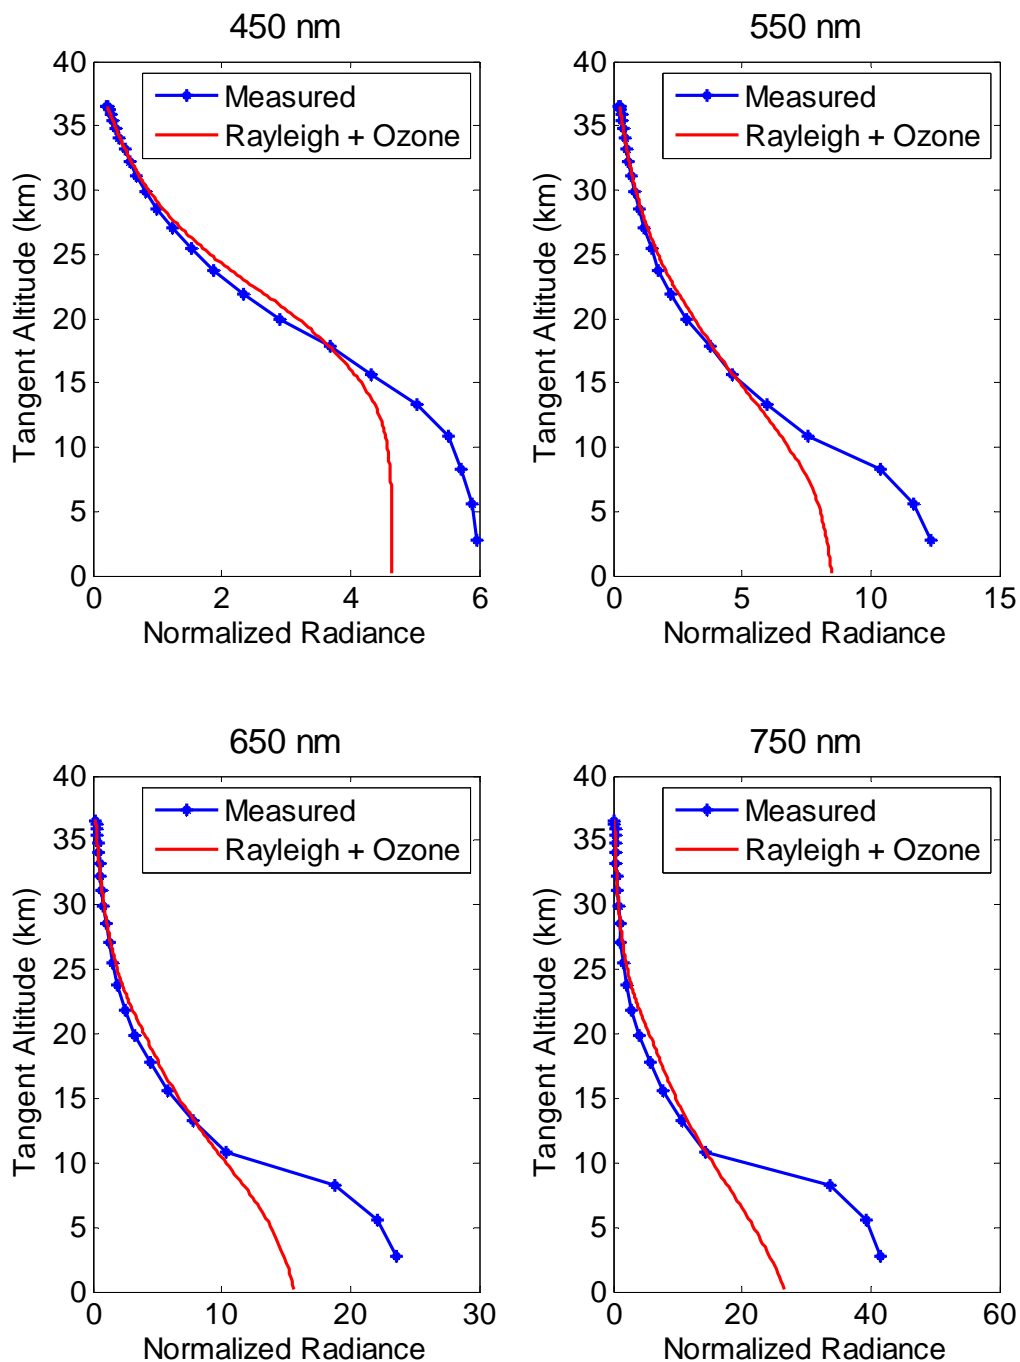 450 nm
40
35
30
25
20
15
10
5
0
Tangent Altitude (km)
Measured
Rayleigh + Ozone
0 2 4 6
Normalized Radiance
550 nm
40
35
30
25
20
15
10
5
0
Tangent Altitude (km)
Measured
Rayleigh + Ozone
0 5 10 15
Normalized Radiance
650 nm
40
35
30
25
20
15
10
5
0
Tangent Altitude (km)
Measured
Rayleigh + Ozone
0 10 20 30
Normalized Radiance
750 nm
40
35
30
25
20
15
10
5
0
Tangent Altitude (km)
Measured
Rayleigh + Ozone
0 20 40 60
Normalized Radiance